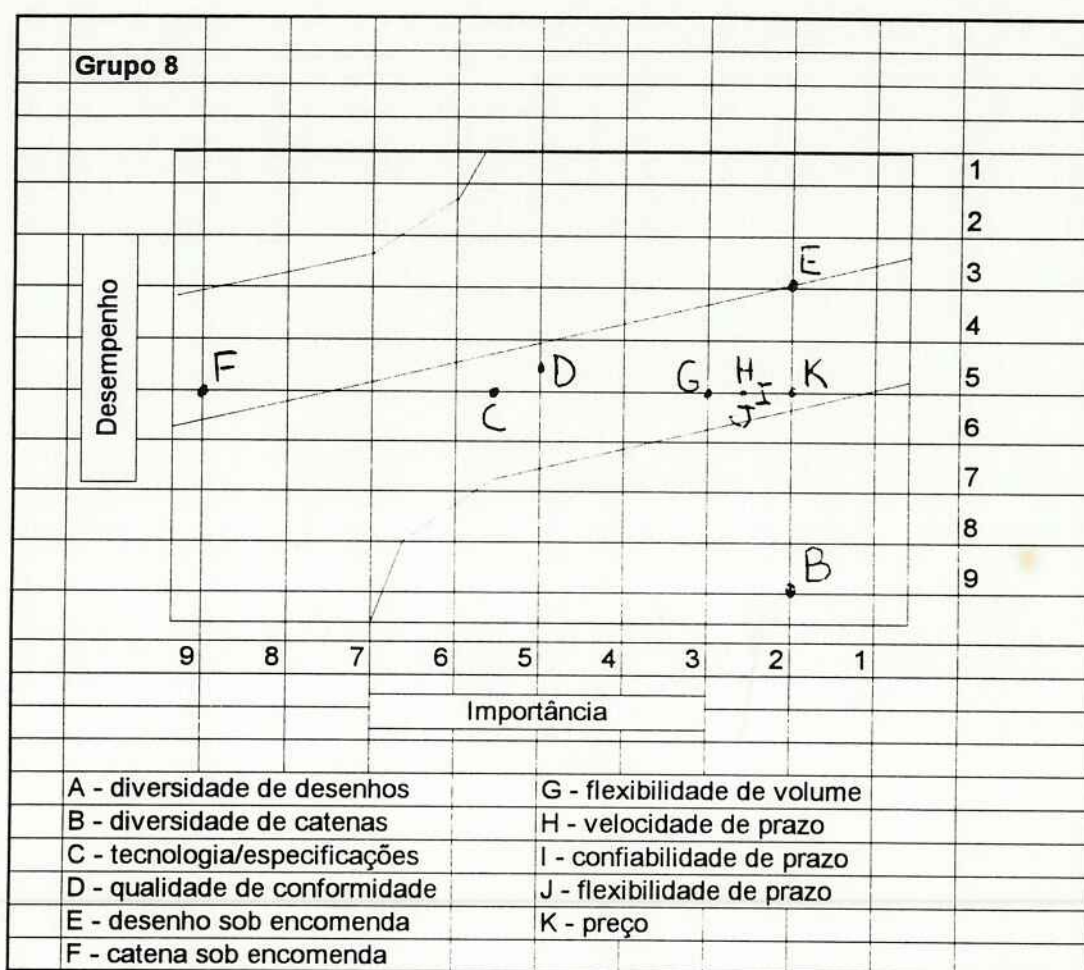 Grupo 8
1
2
E
3
4
Desempenho
F
D
G H I K
5
C
J
6
7
8
B
9
9 8 7 6 5 4 3 2 1
Importância
A - diversidade de desenhos
B - diversidade de catenas
C - tecnologia/especificações
D - qualidade de conformidade
E - desenho sob encomenda
F - catena sob encomenda
G - flexibilidade de volume
H - velocidade de prazo
I - confiabilidade de prazo
J - flexibilidade de prazo
K - preço